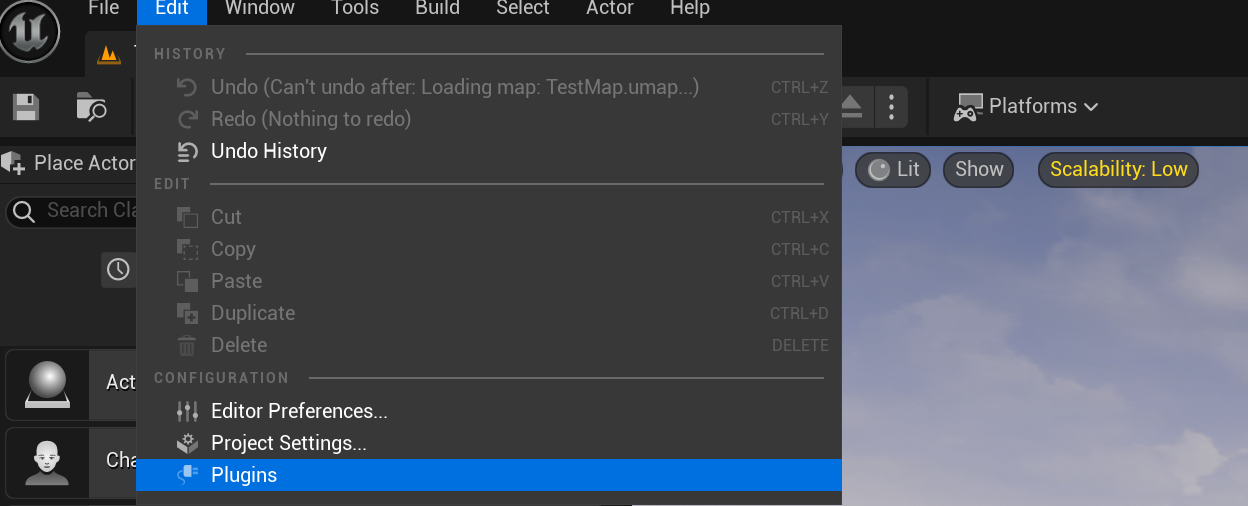 File Edit Window Tools Build Select Actor Help
HISTORY
Undo (Can't undo after: Loading map: TestMap.umap...) CTRL+Z
Redo (Nothing to redo) CTRL+Y
Platforms
Undo History
Place Actor
Lit Show Scalability: Low
EDIT
Search Cla
Cut CTRL+X
Copy CTRL+C
Paste CTRL+V
Duplicate CTRL+D
Delete DELETE
CONFIGURATION
Act
Editor Preferences...
Project Settings...
Cha
Plugins